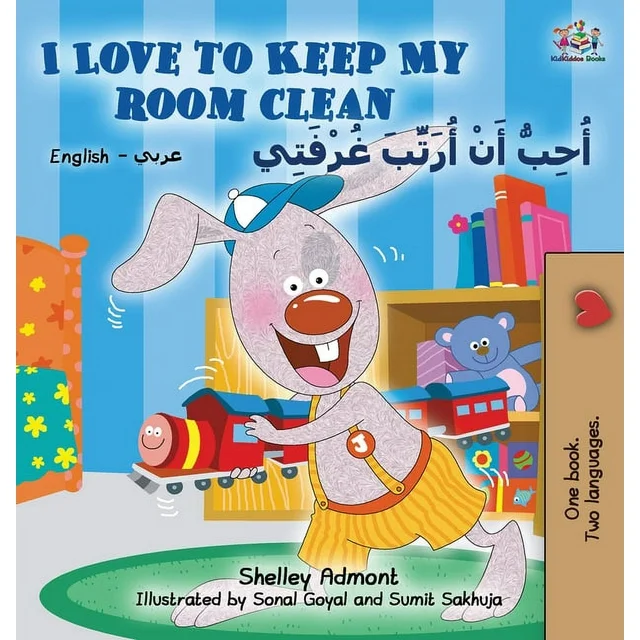 KidKiddos Books
I LOVE TO KEEP MY
ROOM CLEAN
English - عربي
أُحِبُّ أَنْ أُرَتِّبَ غُرْفَتِي
J
One book.
Two languages.
Shelley Admont
Illustrated by Sonal Goyal and Sumit Sakhuja